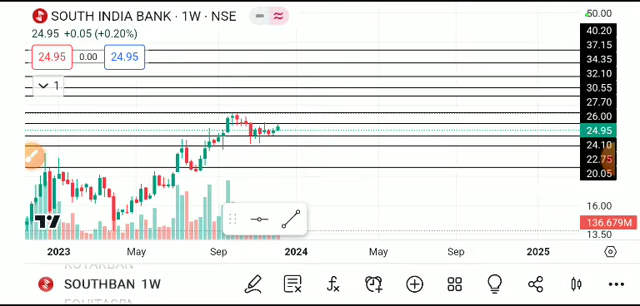 SOUTH INDIA BANK · 1W · NSE
24.95 +0.05 (+0.20%)
24.95 0.00 24.95
1
50.00
40.20
37.15
34.35
32.10
30.55
27.70
26.00
24.95
24.10
22.75
20.05
16.00
136.679M
13.50
2023 May Sep 2024 May Sep 2025
SOUTHBAN 1W